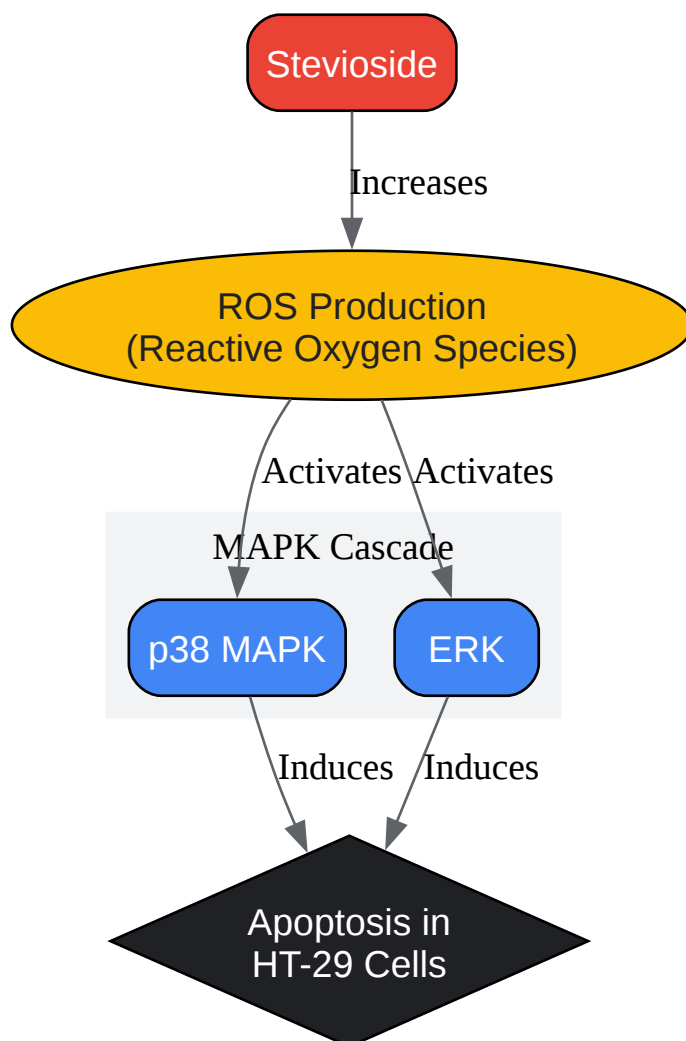 Stevioside
Increases
ROS Production
(Reactive Oxygen Species)
Activates
Activates
MAPK Cascade
p38 MAPK
ERK
Induces
Induces
Apoptosis in
HT-29 Cells